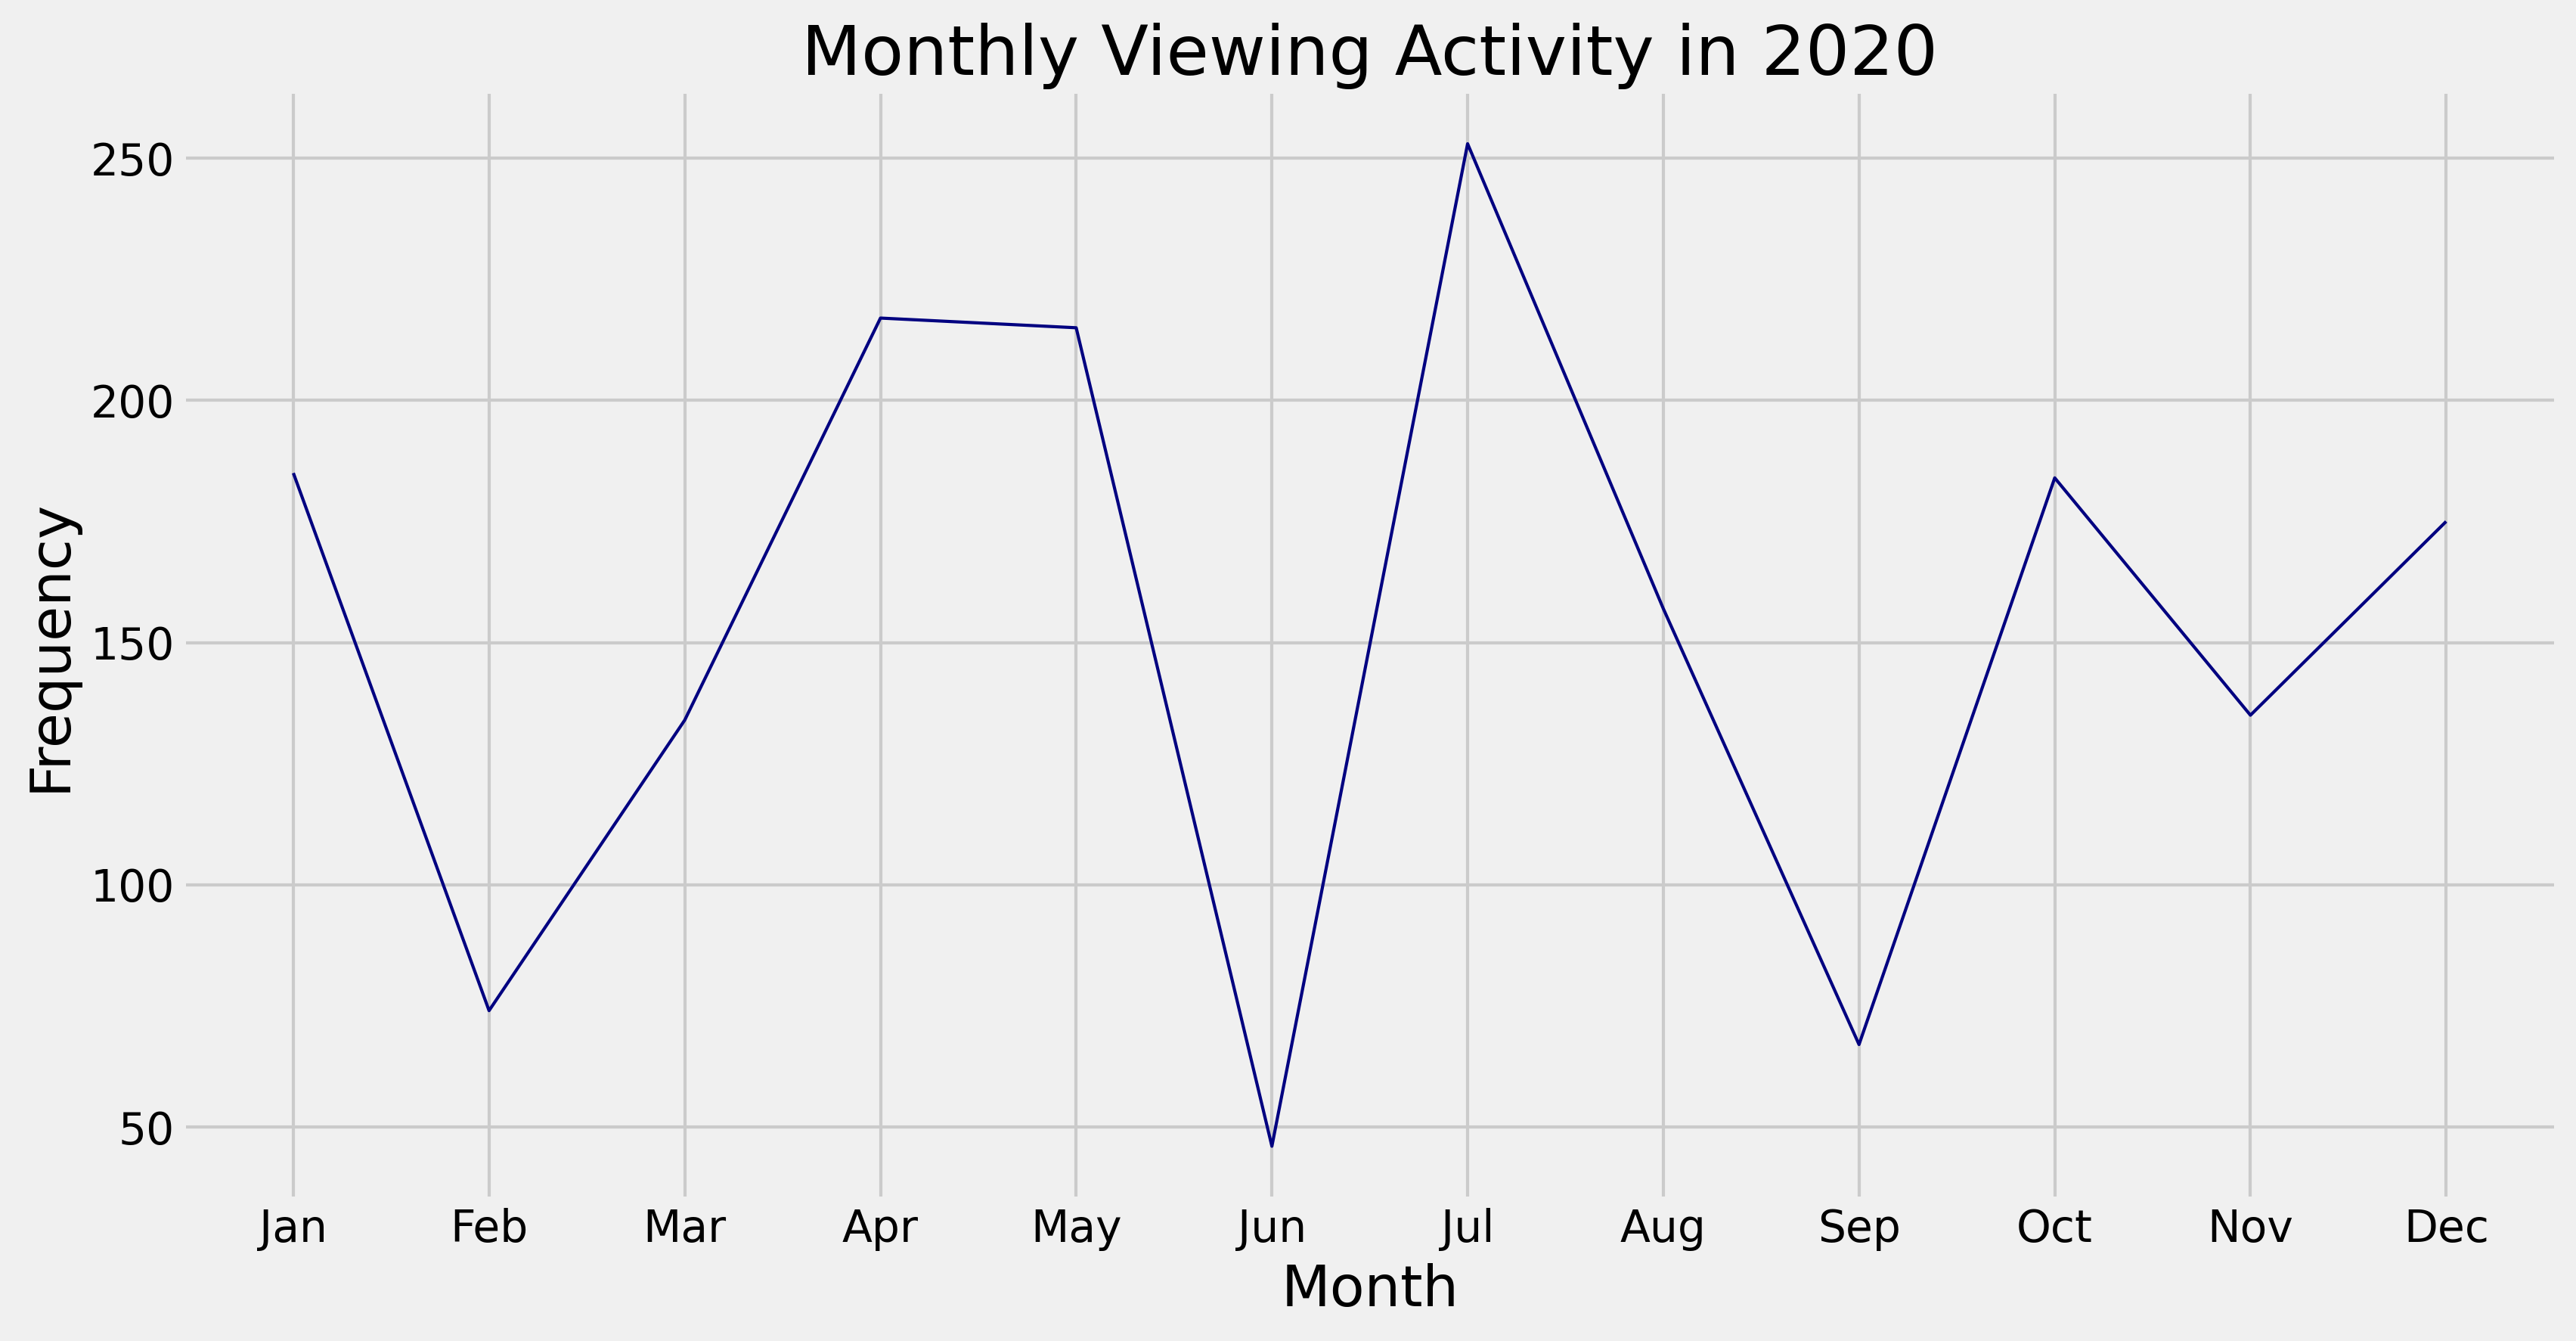 Monthly Viewing Activity in 2020
Frequency
250
200
150
100
50
Jan Feb Mar Apr May Jun Jul Aug Sep Oct Nov Dec
Month